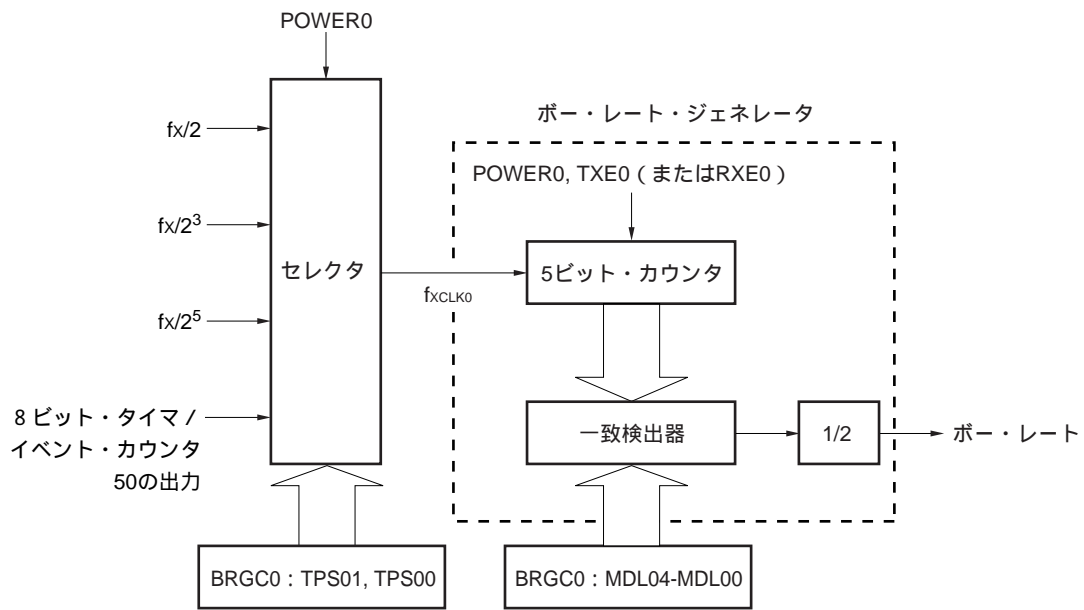 POWER0
ボー・レート・ジェネレータ
fX/2
POWER0, TXE0（またはRXE0）
fX/2³
セレクタ
5ビット・カウンタ
fXCLK0
fX/2⁵
8 ビット・タイマ /
イベント・カウンタ
50の出力
一致検出器
1/2
ボー・レート
BRGC0：TPS01, TPS00
BRGC0：MDL04-MDL00